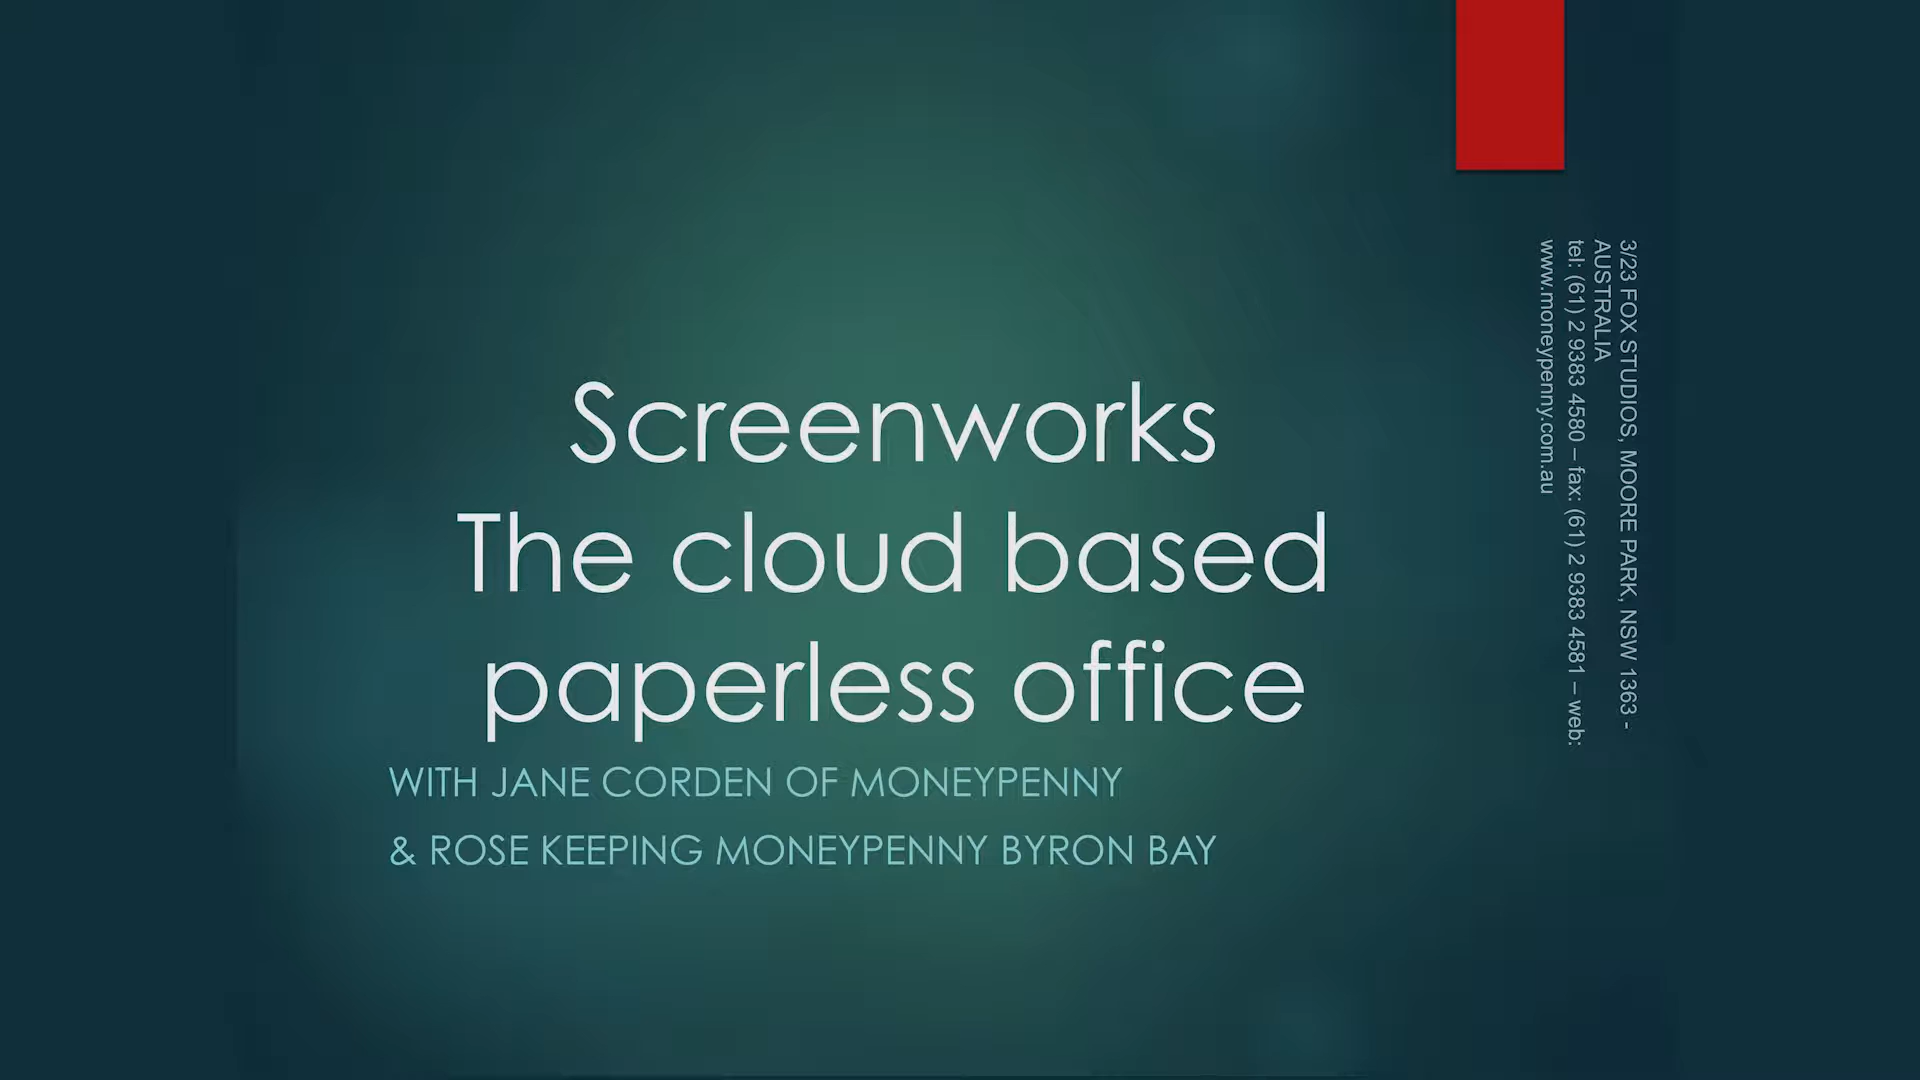 Screenworks
The cloud based
paperless office
WITH JANE CORDEN OF MONEYPENNY
& ROSE KEEPING MONEYPENNY BYRON BAY
3/23 FOX STUDIOS, MOORE PARK, NSW 1363 -
AUSTRALIA
tel: (61) 2 9383 4580 – fax: (61) 2 9383 4581 – web:
www.moneypenny.com.au